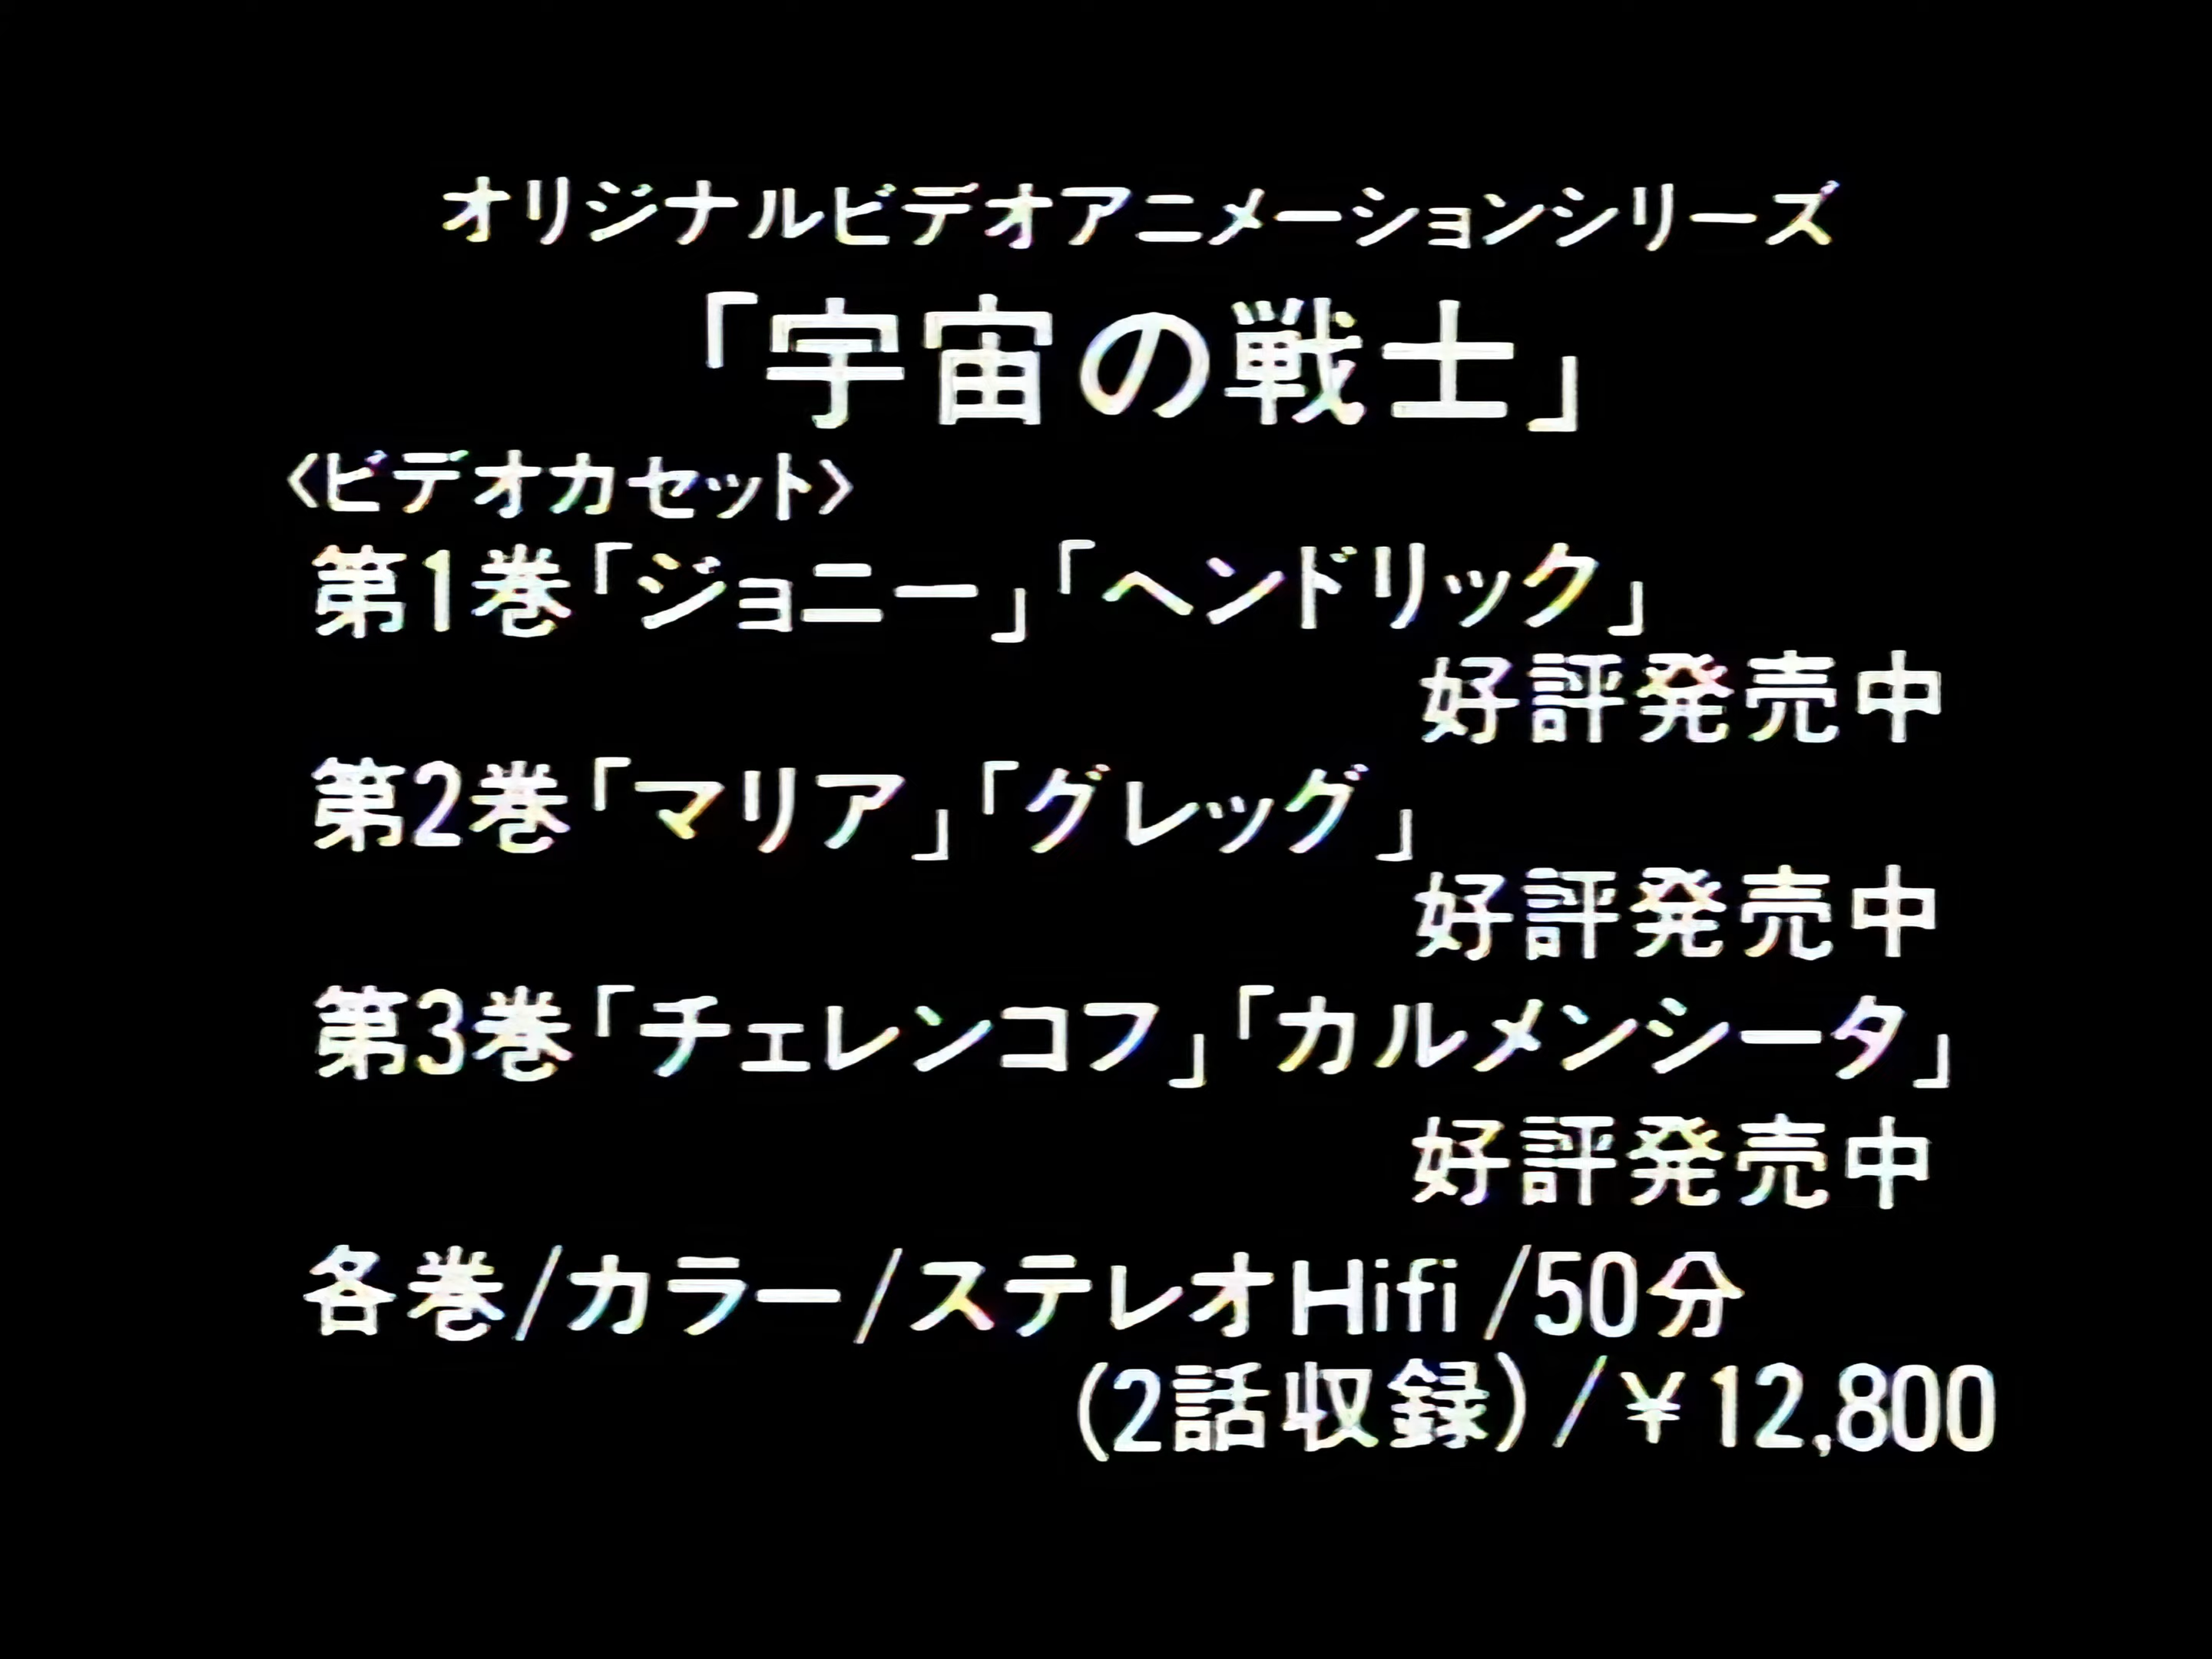 オリジナルビデオアニメーションシリーズ
「宇宙の戦士」
〈ビデオカセット〉
第1巻「ジョニー」「ヘンドリック」
好評発売中
第2巻「マリア」「グレッグ」
好評発売中
第3巻「チェレンコフ」「カルメンシータ」
好評発売中
各巻/カラー/ステレオHifi/50分
(2話収録)/¥12,800